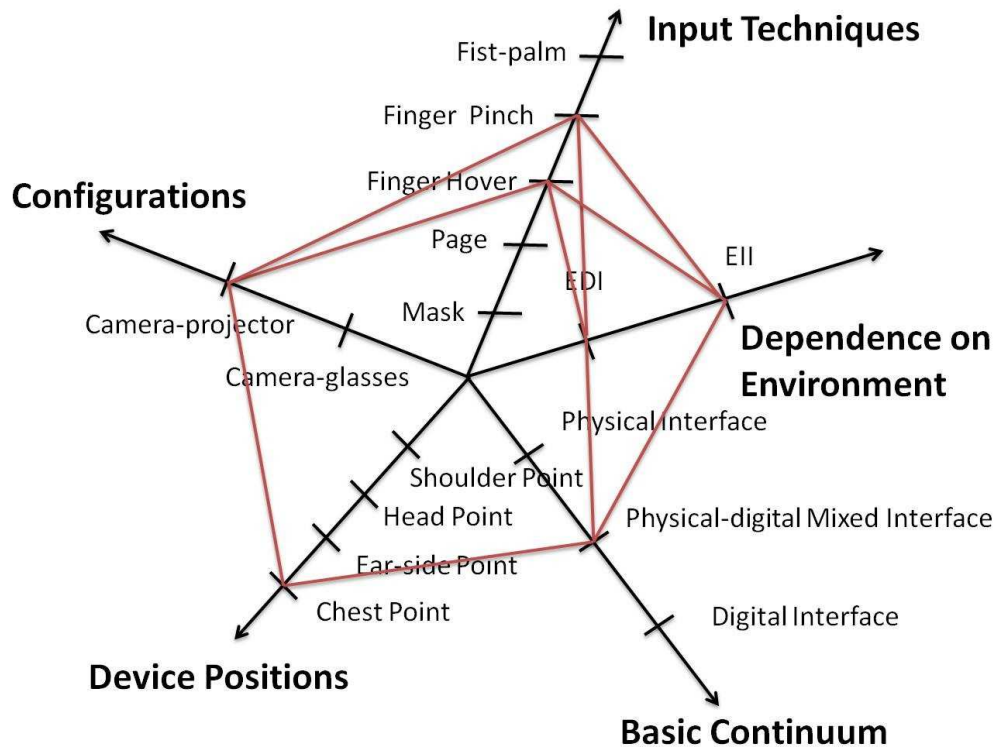 Input Techniques
Fist-palm
Finger Pinch
Finger Hover
Configurations
Page
EII
EDI
Mask
Camera-projector
Dependence on
Environment
Camera-glasses
Physical Interface
Shoulder Point
Head Point
Physical-digital Mixed Interface
Ear-side Point
Chest Point
Digital Interface
Device Positions
Basic Continuum